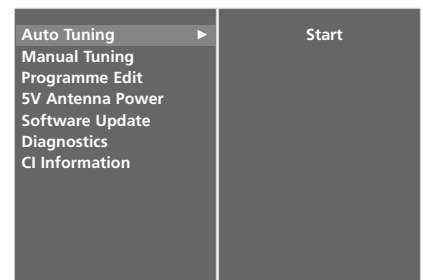 Auto Tuning ► Start
Manual Tuning
Programme Edit
5V Antenna Power
Software Update
Diagnostics
CI Information